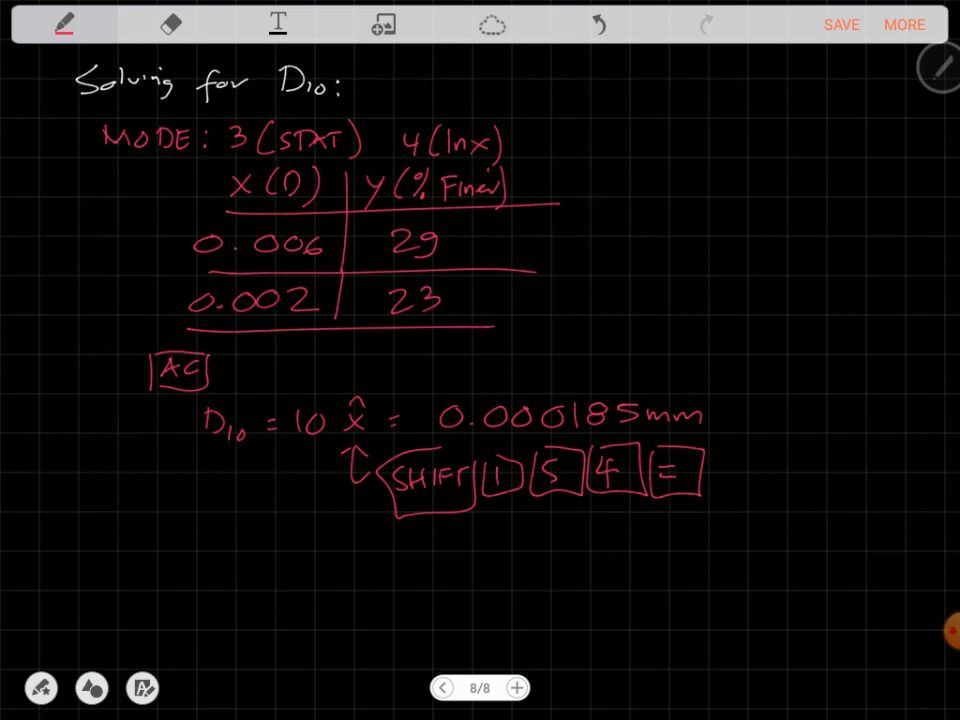 SAVE MORE
Solving for D10:
MODE: 3 (STAT) 4 (lnx)
X (D) Y (% Finer)
0.006 29
0.002 23
AC
D10 = 10 x̂ = 0.000185mm
SHIFT 1 5 4 =
8/8